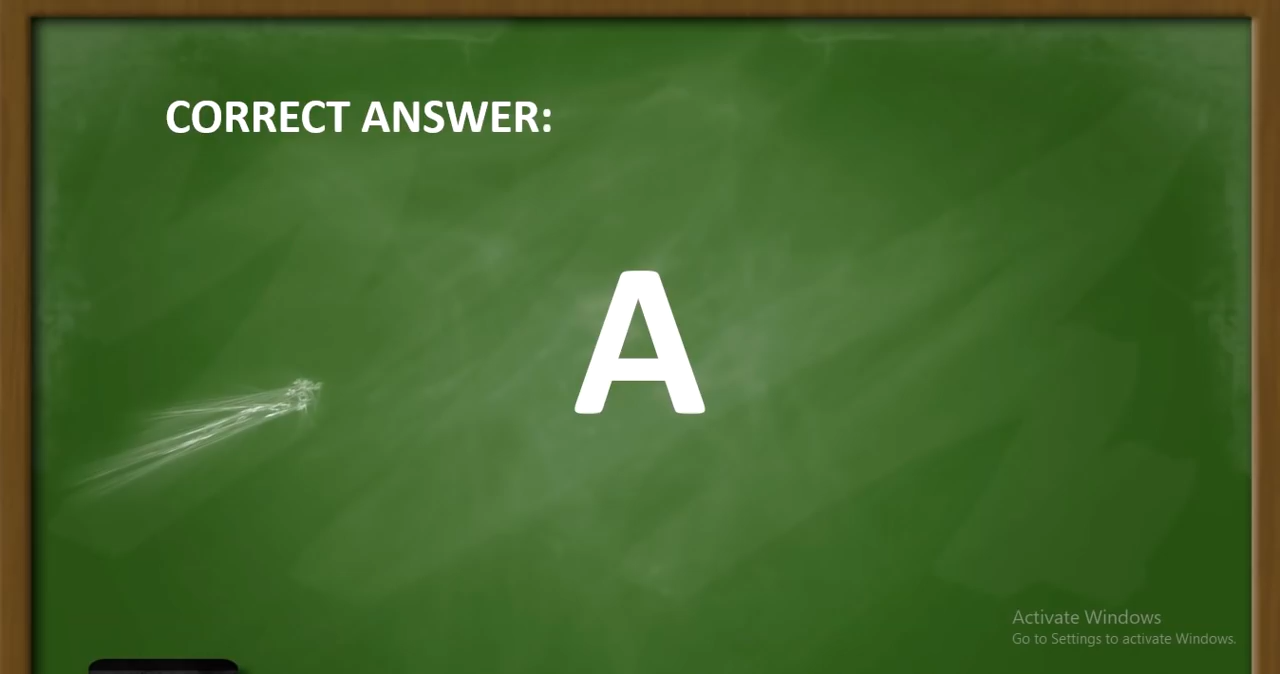 CORRECT ANSWER:
A
Activate Windows
Go to Settings to activate Windows.